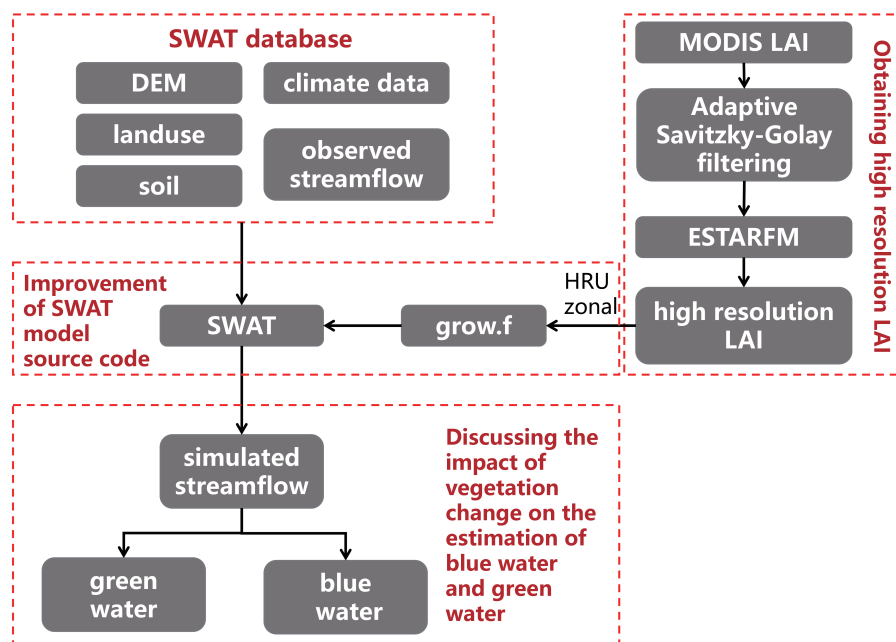 SWAT database
DEM
climate data
landuse
observed
streamflow
soil
MODIS LAI
Adaptive
Savitzky-Golay
filtering
ESTARFM
high resolution
LAI
Obtaining high resolution LAI
HRU
zonal
Improvement
of SWAT
model
source code
SWAT
grow.f
simulated
streamflow
green
water
blue
water
Discussing the
impact of
vegetation
change on the
estimation of
blue water
and green
water